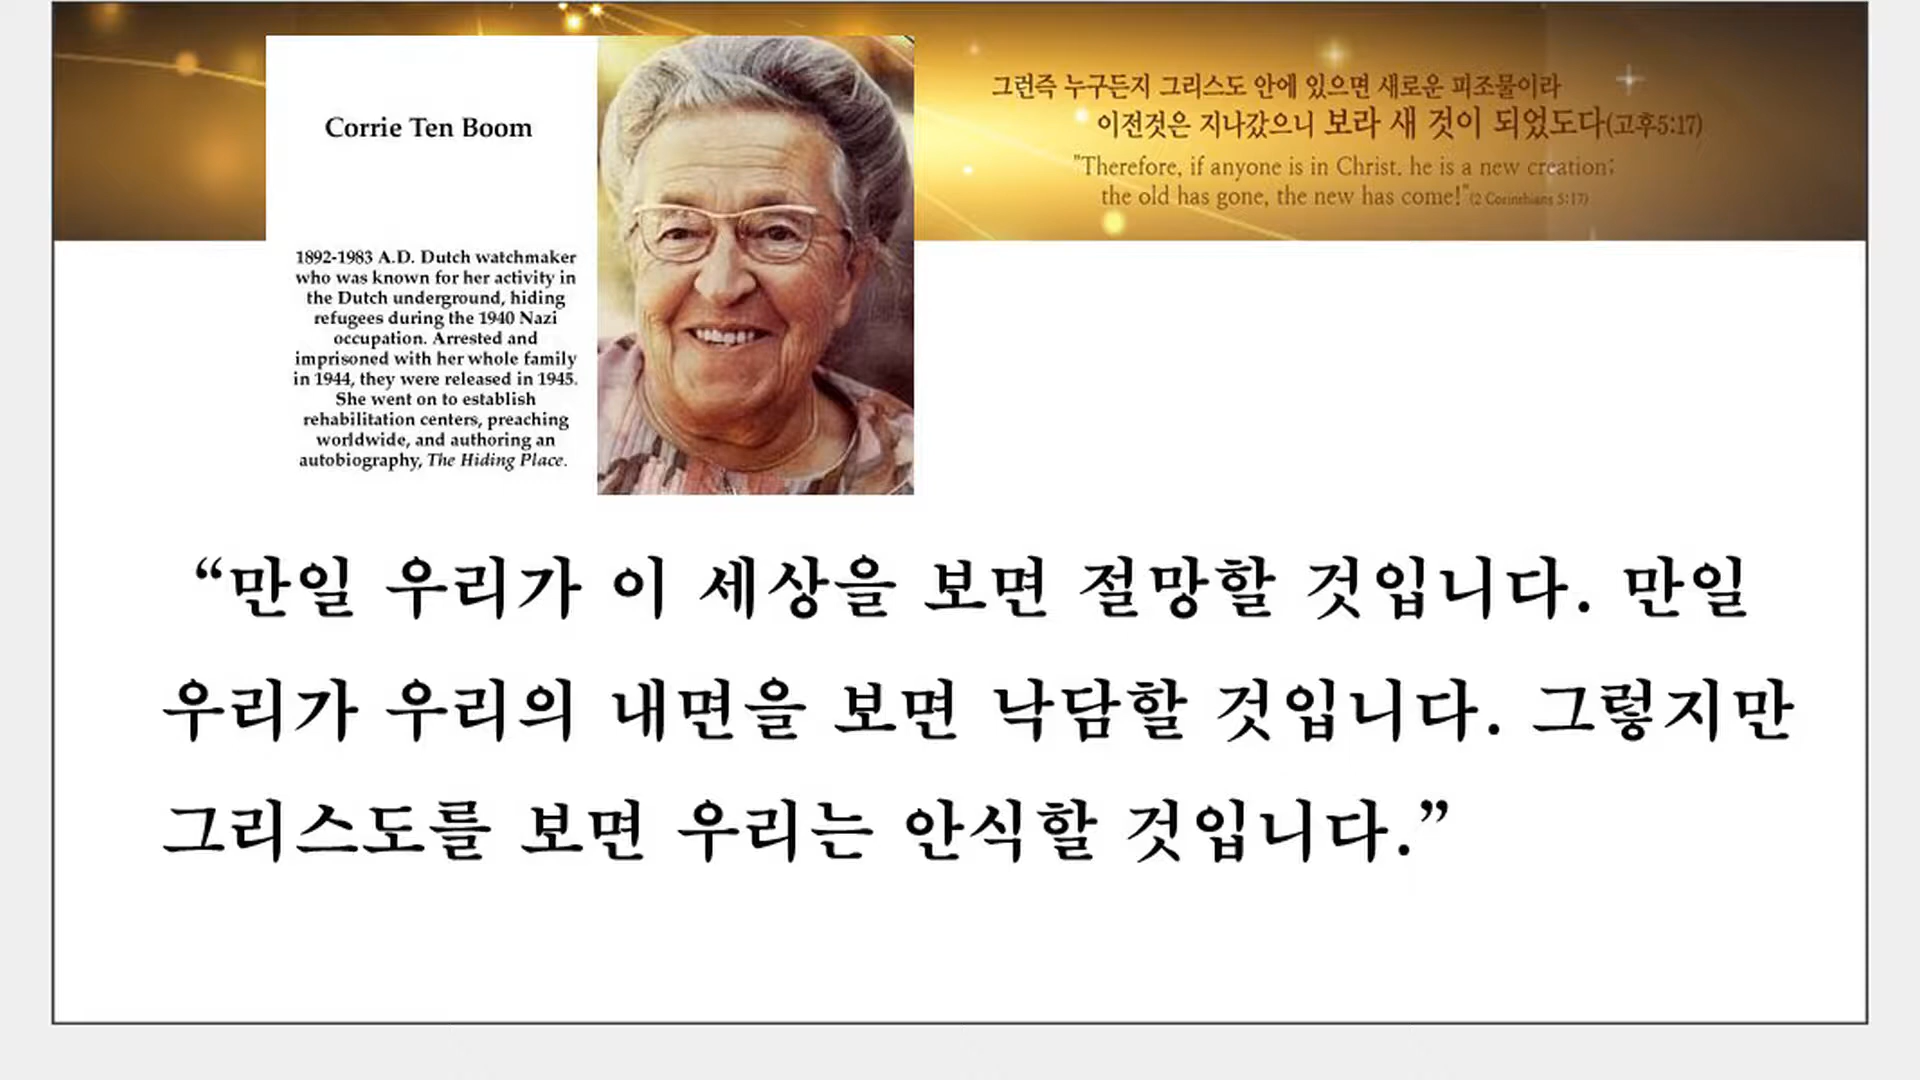 Corrie Ten Boom
1892-1983 A.D. Dutch watchmaker
who was known for her activity in
the Dutch underground, hiding
refugees during the 1940 Nazi
occupation. Arrested and
imprisoned with her whole family
in 1944, they were released in 1945.
She went on to establish
rehabilitation centers, preaching
worldwide, and authoring an
autobiography, The Hiding Place.
그런즉 누구든지 그리스도 안에 있으면 새로운 피조물이라
이전것은 지나갔으니 보라 새 것이 되었도다(고후5:17)
"Therefore, if anyone is in Christ. he is a new creation;
the old has gone, the new has come!"(2 Corinthians 5:17)
“만일 우리가 이 세상을 보면 절망할 것입니다. 만일
우리가 우리의 내면을 보면 낙담할 것입니다. 그렇지만
그리스도를 보면 우리는 안식할 것입니다.”